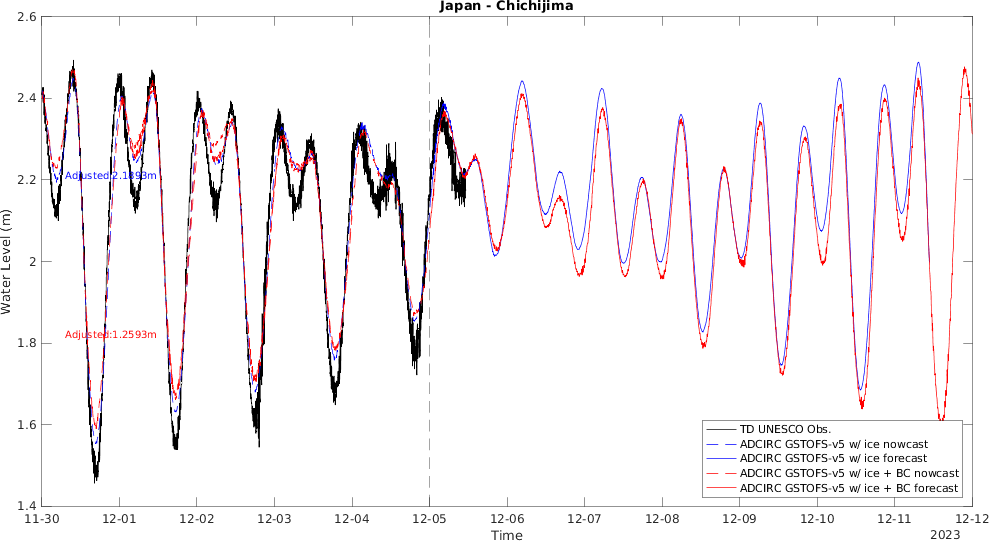 Japan - Chichijima
2.6
2.4
2.2
2
1.8
1.6
1.4
Water Level (m)
Adjusted:2.1893m
Adjusted:1.2593m
TD UNESCO Obs.
ADCIRC GSTOFS-v5 w/ ice nowcast
ADCIRC GSTOFS-v5 w/ ice forecast
ADCIRC GSTOFS-v5 w/ ice + BC nowcast
ADCIRC GSTOFS-v5 w/ ice + BC forecast
11-30 12-01 12-02 12-03 12-04 12-05 12-06 12-07 12-08 12-09 12-10 12-11 12-12
Time
2023